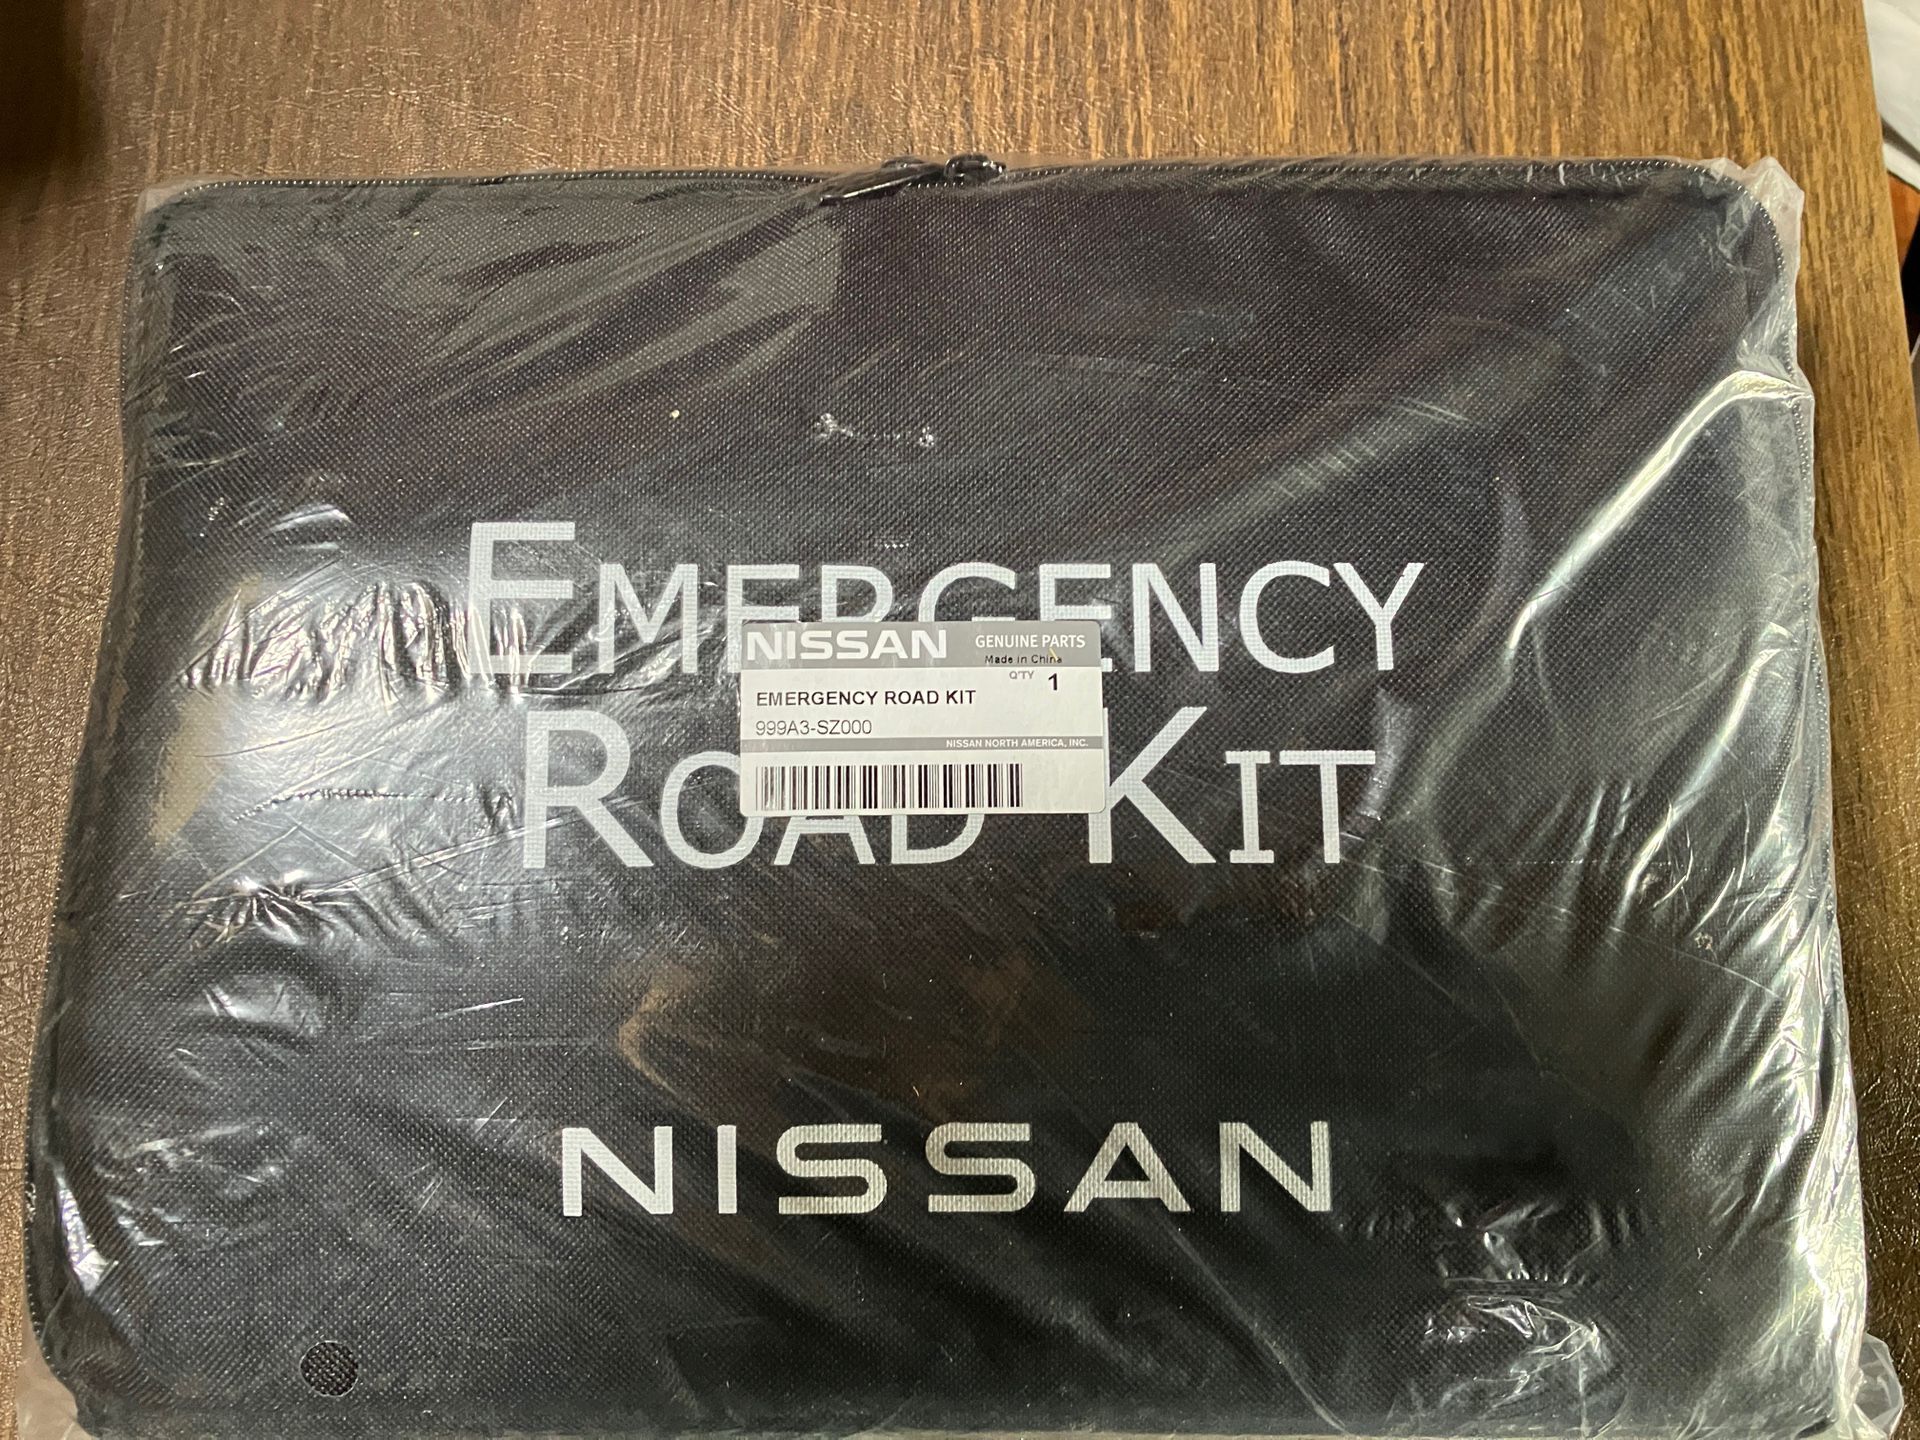 EMERGENCY
NISSAN GENUINE PARTS
Made in China
Q'TY 1
EMERGENCY ROAD KIT
999A3-SZ000
NISSAN NORTH AMERICA, INC.
ROAD KIT
NISSAN